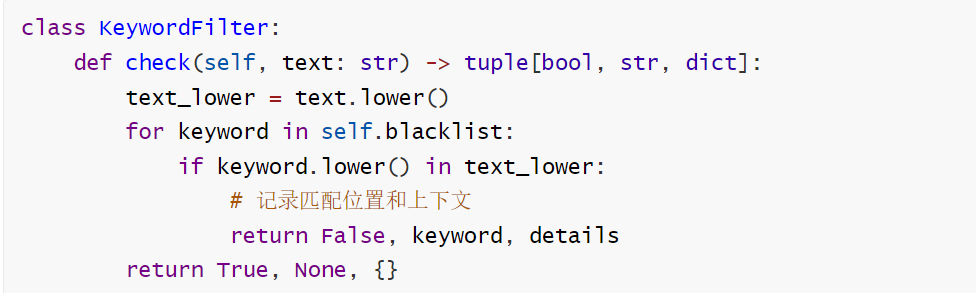 class KeywordFilter:
    def check(self, text: str) -> tuple[bool, str, dict]:
        text_lower = text.lower()
        for keyword in self.blacklist:
            if keyword.lower() in text_lower:
                # 记录匹配位置和上下文
                return False, keyword, details
        return True, None, {}